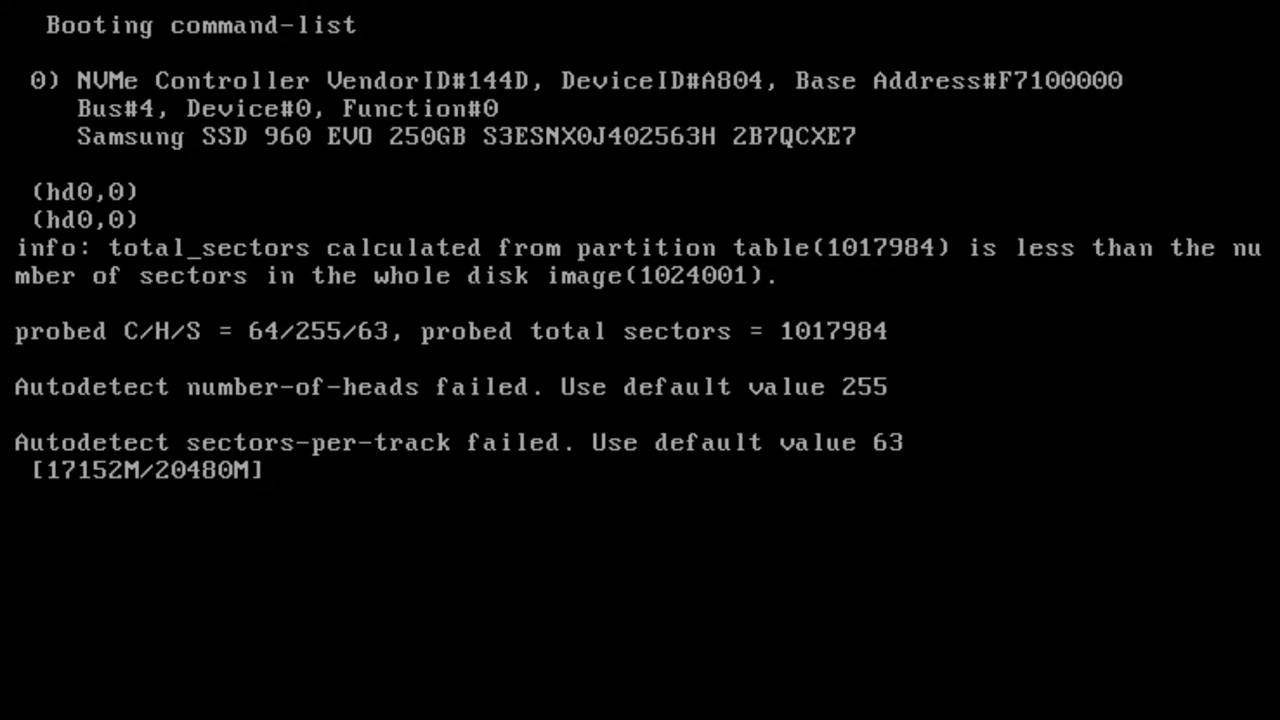 Booting command-list
0) NVMe Controller VendorID#144D, DeviceID#A804, Base Address#F7100000
Bus#4, Device#0, Function#0
Samsung SSD 960 EVO 250GB S3ESNX0J402563H 2B7QCXE7
(hd0,0)
(hd0,0)
info: total_sectors calculated from partition table(1017984) is less than the nu
mber of sectors in the whole disk image(1024001).
probed C/H/S = 64/255/63, probed total sectors = 1017984
Autodetect number-of-heads failed. Use default value 255
Autodetect sectors-per-track failed. Use default value 63
[17152M/20480M]